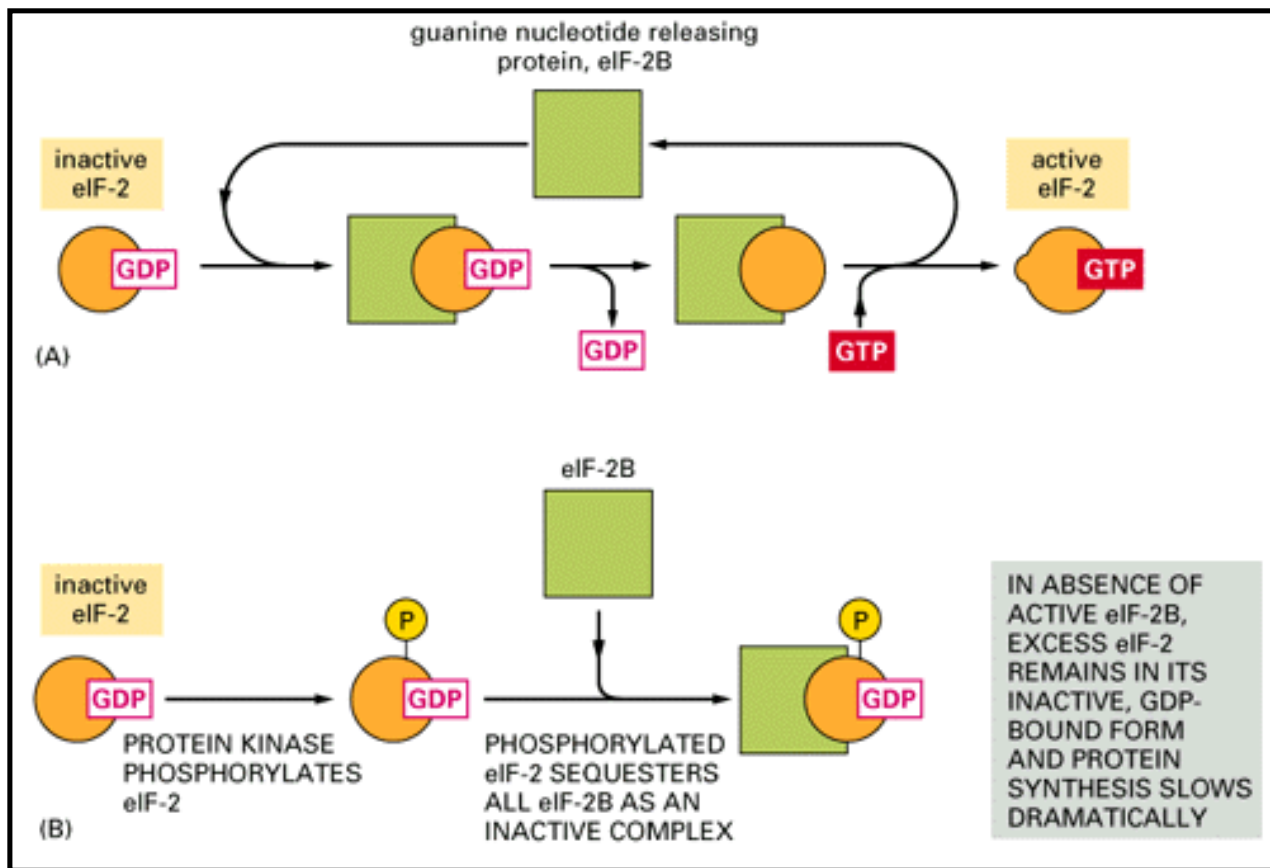 guanine nucleotide releasing
protein, eIF-2B
inactive
eIF-2
active
eIF-2
GDP
GDP
GTP
GDP
GTP
(A)
eIF-2B
inactive
eIF-2
P
P
GDP
GDP
GDP
PROTEIN KINASE
PHOSPHORYLATES
eIF-2
PHOSPHORYLATED
eIF-2 SEQUESTERS
ALL eIF-2B AS AN
INACTIVE COMPLEX
IN ABSENCE OF
ACTIVE eIF-2B,
EXCESS eIF-2
REMAINS IN ITS
INACTIVE, GDP-
BOUND FORM
AND PROTEIN
SYNTHESIS SLOWS
DRAMATICALLY
(B)